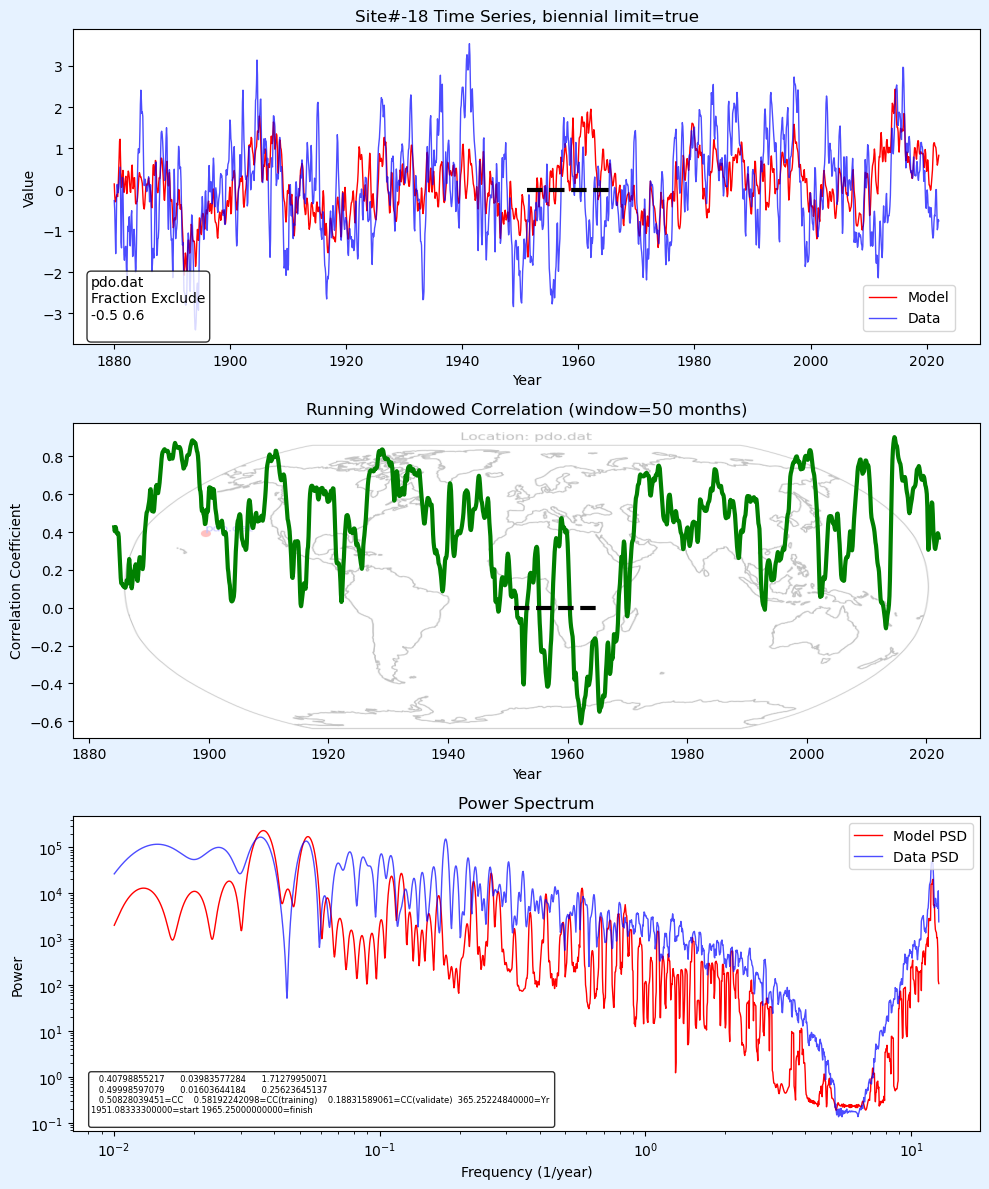 Site#-18 Time Series, biennial limit=true
Value
3
2
1
0
−1
−2
−3
pdo.dat
Fraction Exclude
-0.5 0.6
Model
Data
1880 1900 1920 1940 1960 1980 2000 2020
Year
Running Windowed Correlation (window=50 months)
Location: pdo.dat
Correlation Coefficient
0.8
0.6
0.4
0.2
0.0
−0.2
−0.4
−0.6
1880 1900 1920 1940 1960 1980 2000 2020
Year
Power Spectrum
Model PSD
Data PSD
Power
10⁵
10⁴
10³
10²
10¹
10⁰
10⁻¹
0.40798855217 0.03983577284 1.71279950071
0.49998597079 0.01603644184 0.25623645137
0.50828039451=CC 0.58192242098=CC(training) 0.18831589061=CC(validate) 365.25224840000=Yr
1951.08333300000=start 1965.25000000000=finish
10⁻² 10⁻¹ 10⁰ 10¹
Frequency (1/year)